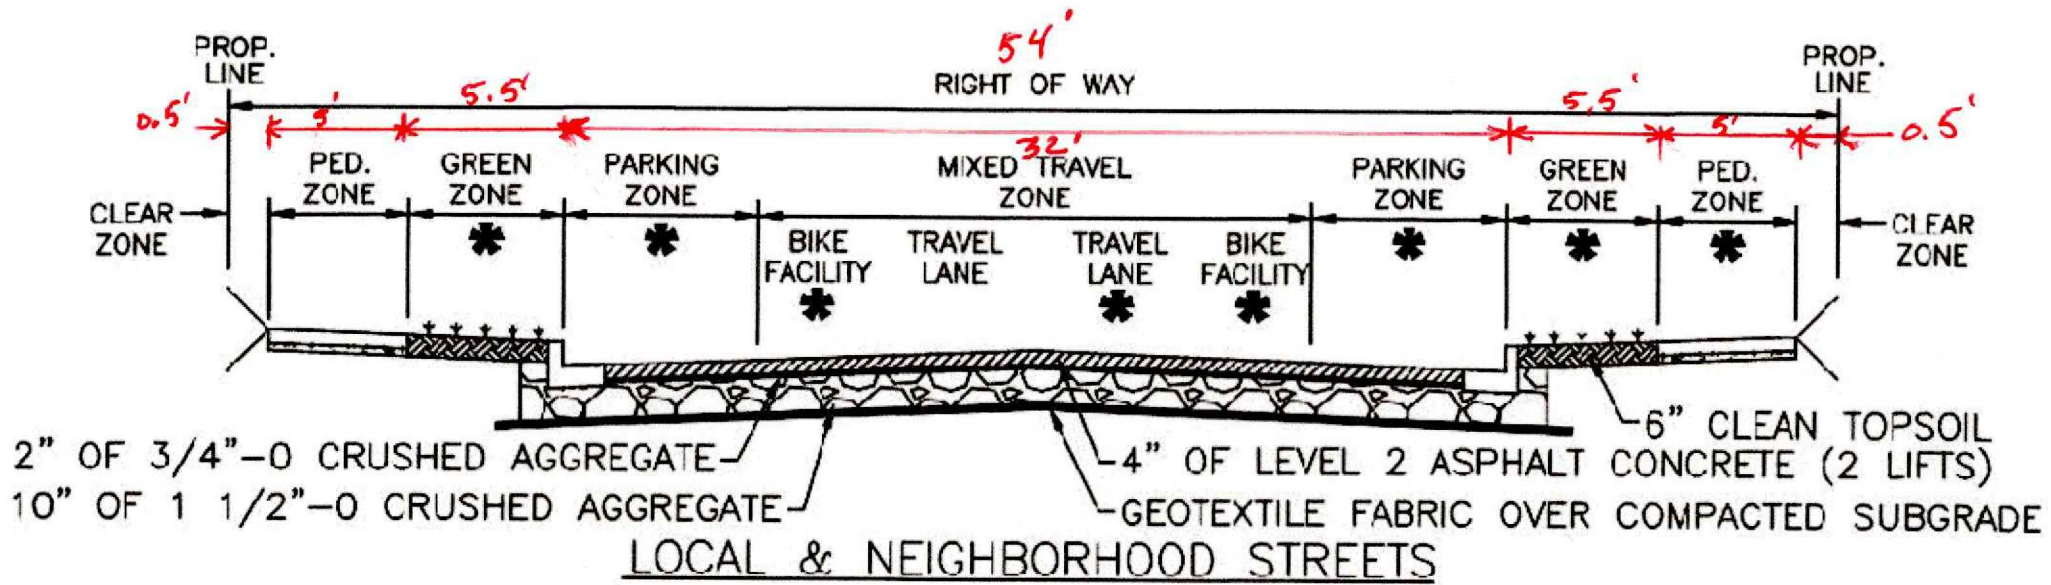 54'
PROP.
LINE
RIGHT OF WAY
PROP.
LINE
0.5'
5'
5.5'
32'
5.5'
5'
0.5'
PED.
ZONE
GREEN
ZONE
PARKING
ZONE
MIXED TRAVEL
ZONE
PARKING
ZONE
GREEN
ZONE
PED.
ZONE
CLEAR
ZONE
CLEAR
ZONE
BIKE
FACILITY
TRAVEL
LANE
TRAVEL
LANE
BIKE
FACILITY
2" OF 3/4"-0 CRUSHED AGGREGATE
10" OF 1 1/2"-0 CRUSHED AGGREGATE
6" CLEAN TOPSOIL
4" OF LEVEL 2 ASPHALT CONCRETE (2 LIFTS)
GEOTEXTILE FABRIC OVER COMPACTED SUBGRADE
LOCAL & NEIGHBORHOOD STREETS